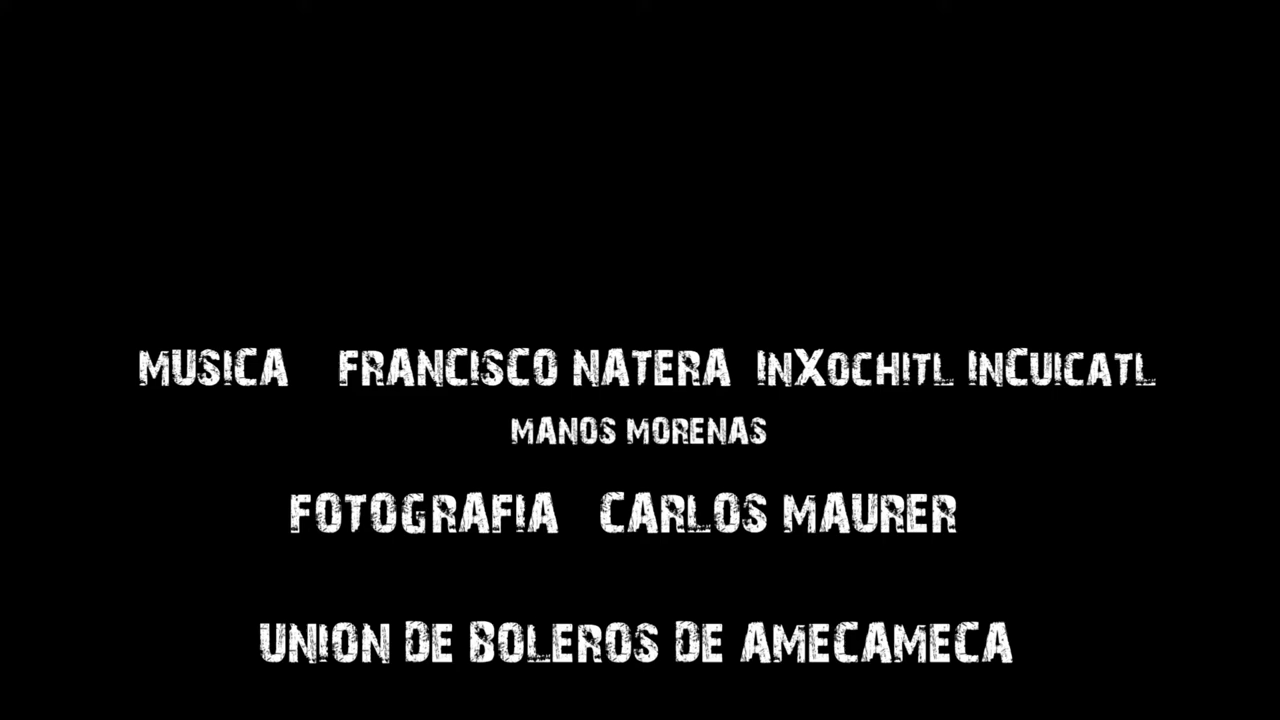 MUSICA FRANCISCO NATERA INXOCHITL INCUICATL
MANOS MORENAS
FOTOGRAFIA CARLOS MAURER
UNION DE BOLEROS DE AMECAMECA